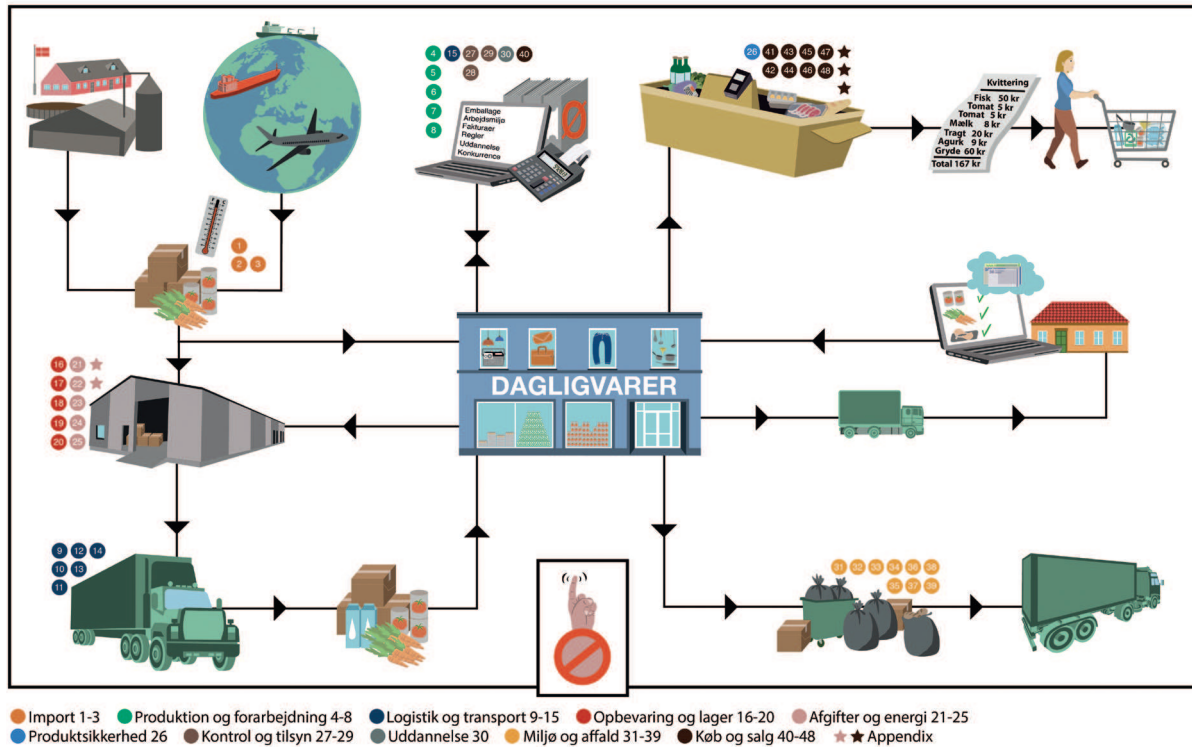 4 15 27 29 30 40
5 28
6
7
8
Emballage
Arbejdsmiljø
Fakturaer
Regler
Uddannelse
Konkurrence
26 41 43 45 47
42 44 46 48
Kvittering
Fisk 50 kr
Tomat 5 kr
Tomat 5 kr
Mælk 8 kr
Tragt 20 kr
Agurk 9 kr
Gryde 60 kr
Total 167 kr
1
2 3
16 21
17 22
18 23
19 24
20 25
DAGLIGVARER
9 12 14
10 13
11
31 32 33 34 36 38
35 37 39
Import 1-3 Produktion og forarbejdning 4-8 Logistik og transport 9-15 Opbevaring og lager 16-20 Afgifter og energi 21-25
Produktsikkerhed 26 Kontrol og tilsyn 27-29 Uddannelse 30 Miljø og affald 31-39 Køb og salg 40-48 Appendix